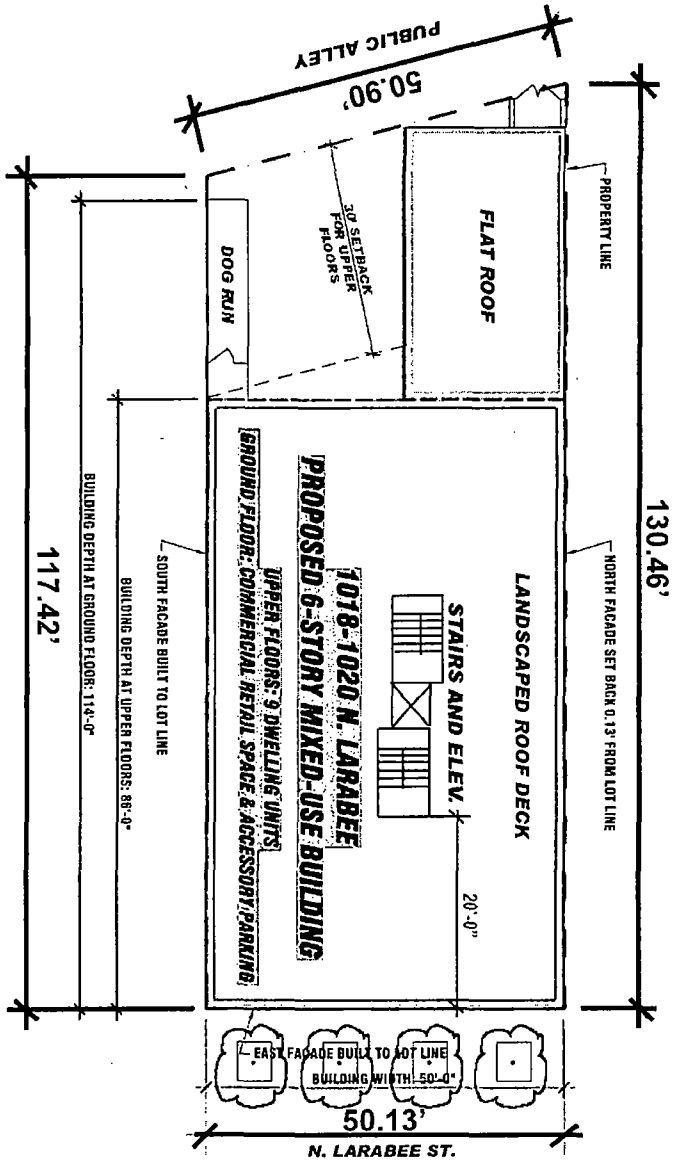 PUBLIC ALLEY
50.90'
130.46'
PROPERTY LINE
FLAT ROOF
30' SETBACK
FOR UPPER
FLOORS
DOG RUN
NORTH FACADE SET BACK 0.13' FROM LOT LINE
LANDSCAPED ROOF DECK
STAIRS AND ELEV.
20'-0"
1018-1020 N. LARABEE
PROPOSED 6-STORY MIXED-USE BUILDING
UPPER FLOORS: 9 DWELLING UNITS
GROUND FLOOR: COMMERCIAL RETAIL SPACE & ACCESSORY PARKING
SOUTH FACADE BUILT TO LOT LINE
BUILDING DEPTH AT UPPER FLOORS: 86'-0"
BUILDING DEPTH AT GROUND FLOOR: 114'-0"
117.42'
EAST FACADE BUILT TO LOT LINE
BUILDING WIDTH 50'-0"
50.13'
N. LARABEE ST.